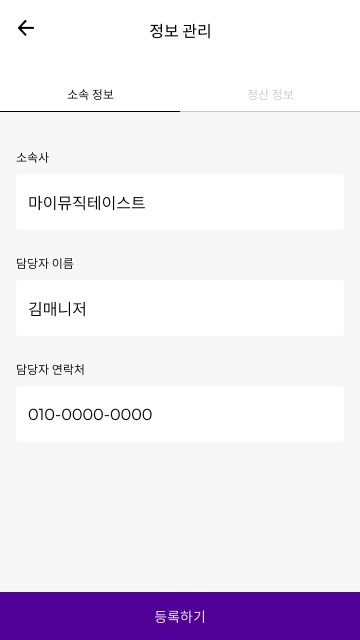 정보 관리
소속 정보
정산 정보
소속사
마이뮤직테이스트
담당자 이름
김매니저
담당자 연락처
010-0000-0000
등록하기